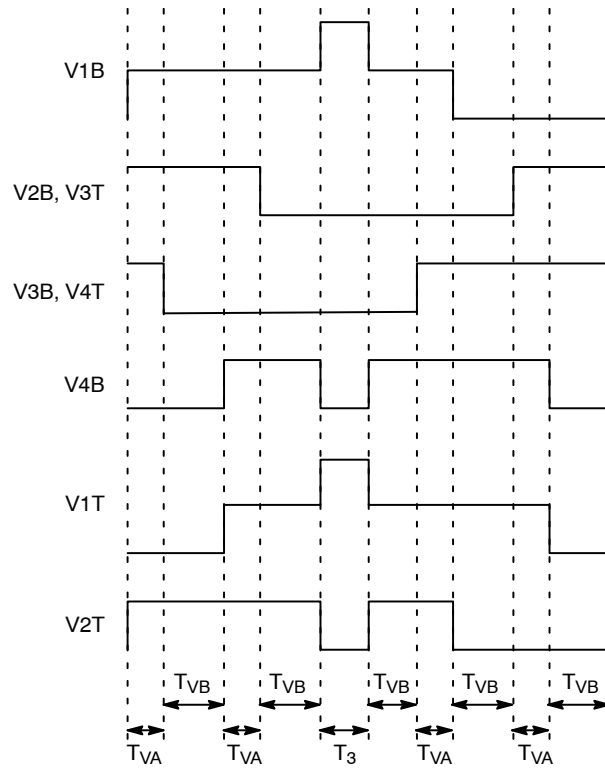 V1B
V2B, V3T
V3B, V4T
V4B
V1T
V2T
TVB TVB TVB TVB TVB
TVA TVA T3 TVA TVA